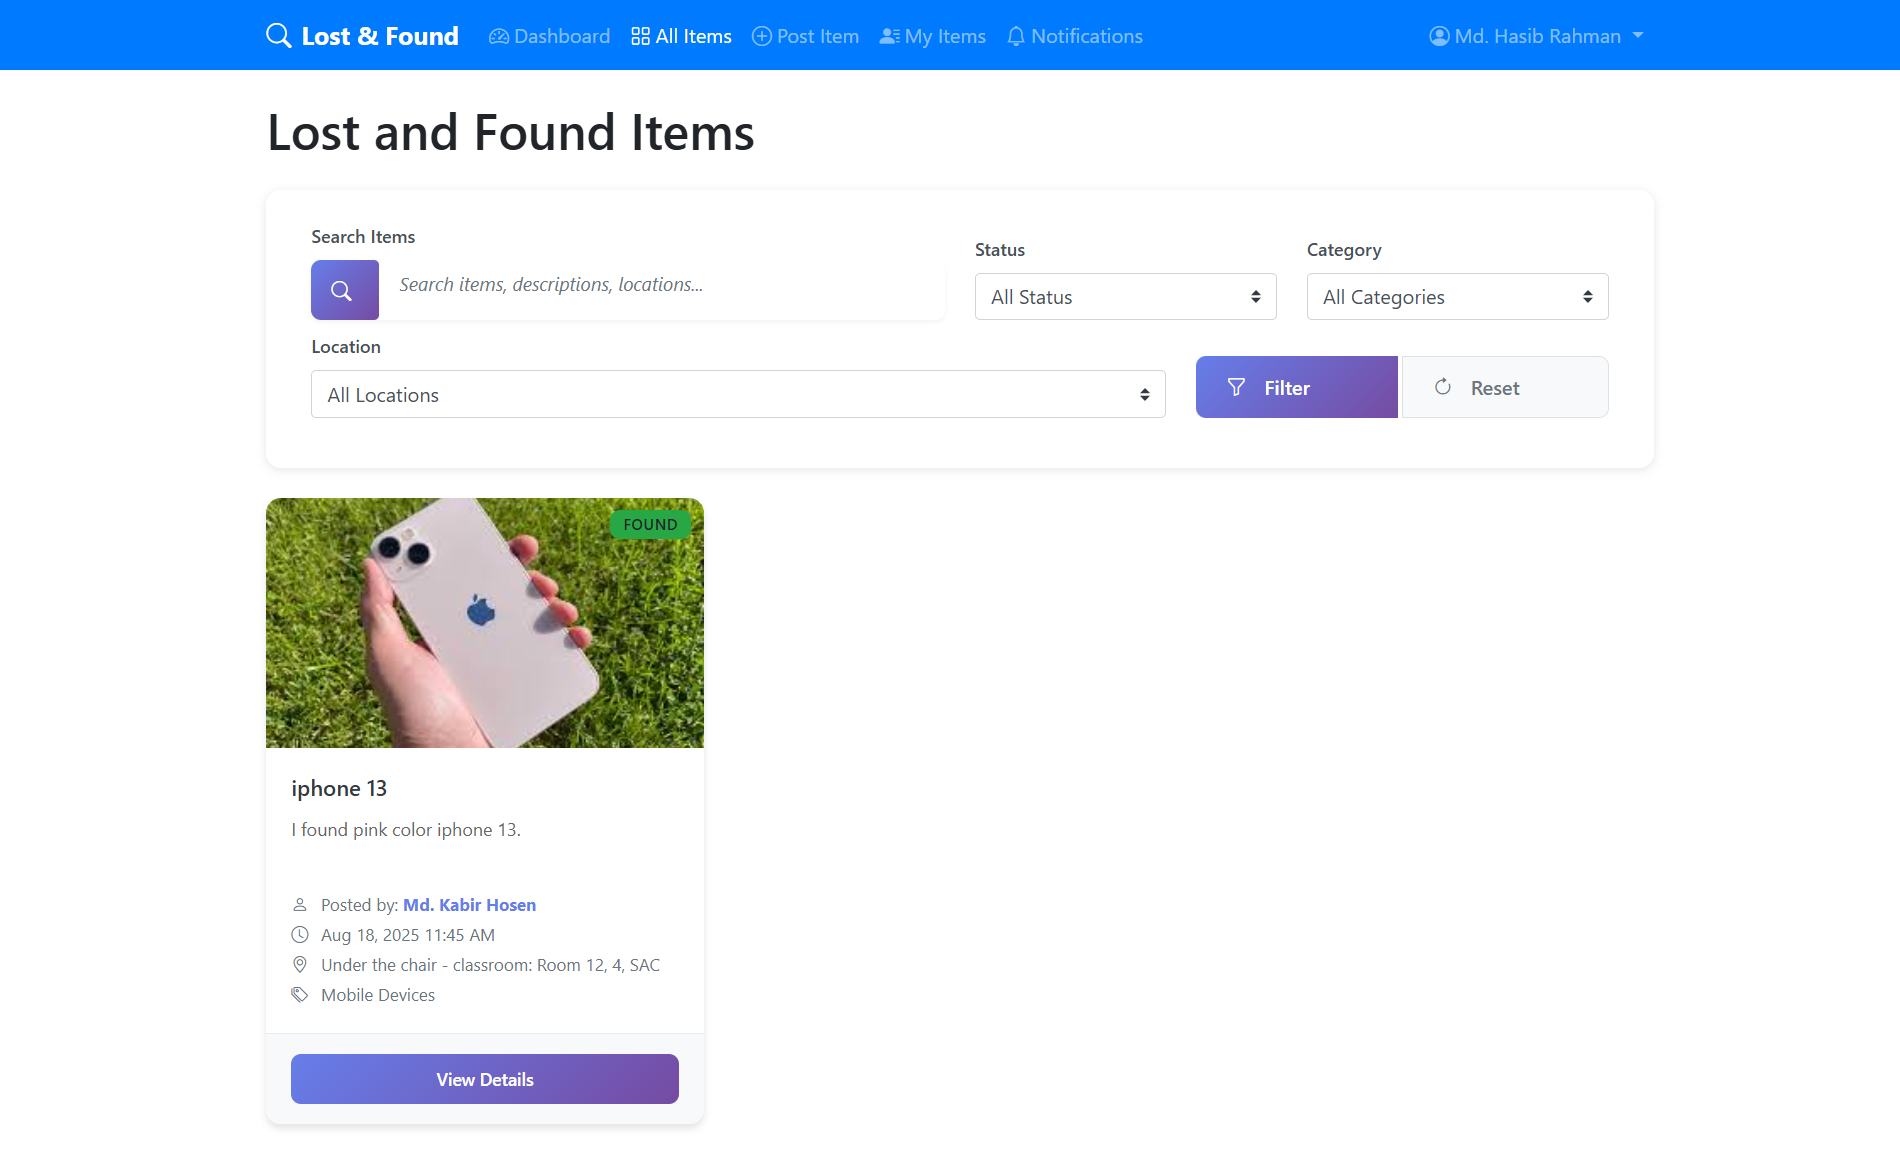 Lost & Found
Dashboard
All Items
Post Item
My Items
Notifications
Md. Hasib Rahman
Lost and Found Items
Search Items
Search items, descriptions, locations...
Status
All Status
Category
All Categories
Location
All Locations
Filter
Reset
FOUND
iphone 13
I found pink color iphone 13.
Posted by: Md. Kabir Hosen
Aug 18, 2025 11:45 AM
Under the chair - classroom: Room 12, 4, SAC
Mobile Devices
View Details